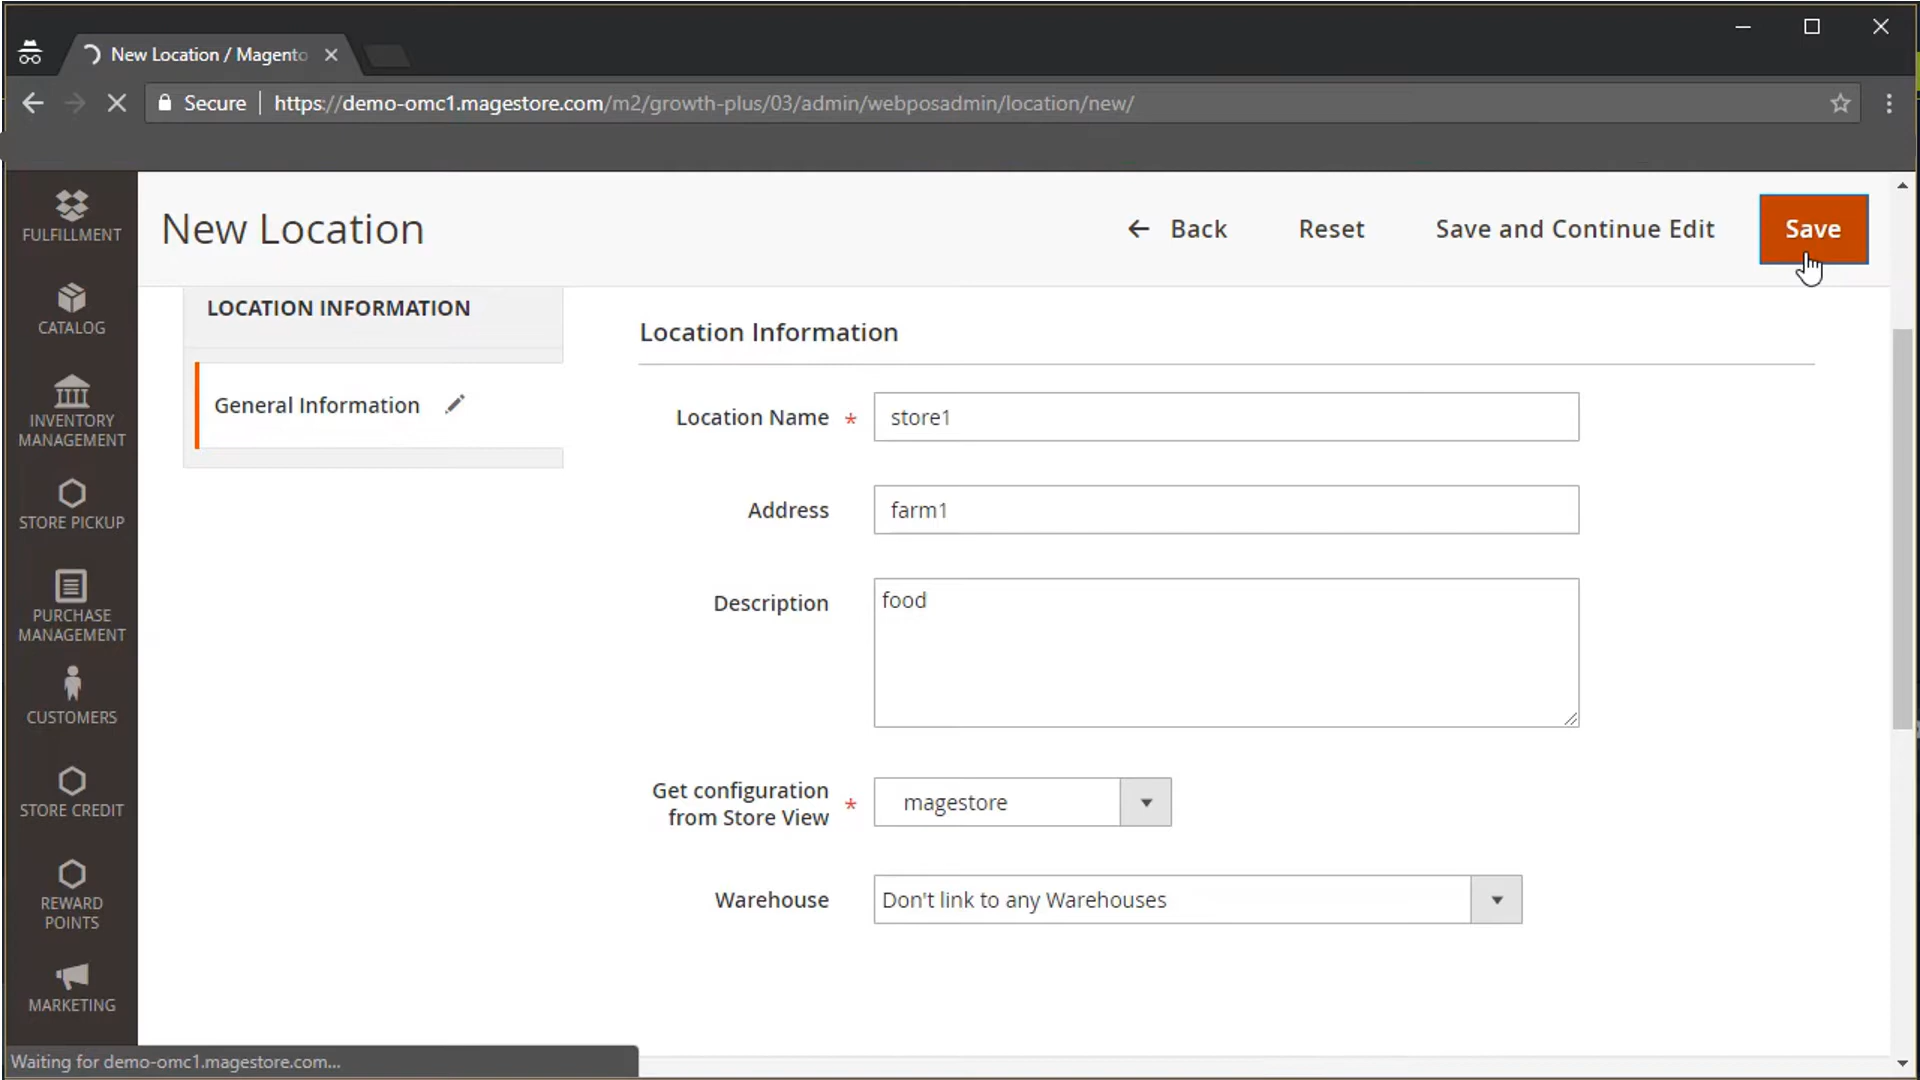 New Location / Magento
Secure https://demo-omc1.magestore.com/m2/growth-plus/03/admin/webposadmin/location/new/
FULFILLMENT
CATALOG
INVENTORY
MANAGEMENT
STORE PICKUP
PURCHASE
MANAGEMENT
CUSTOMERS
STORE CREDIT
REWARD
POINTS
MARKETING
New Location
Back Reset Save and Continue Edit Save
LOCATION INFORMATION
General Information
Location Information
Location Name * store1
Address farm1
Description food
Get configuration
from Store View * magestore
Warehouse Don't link to any Warehouses
Waiting for demo-omc1.magestore.com...